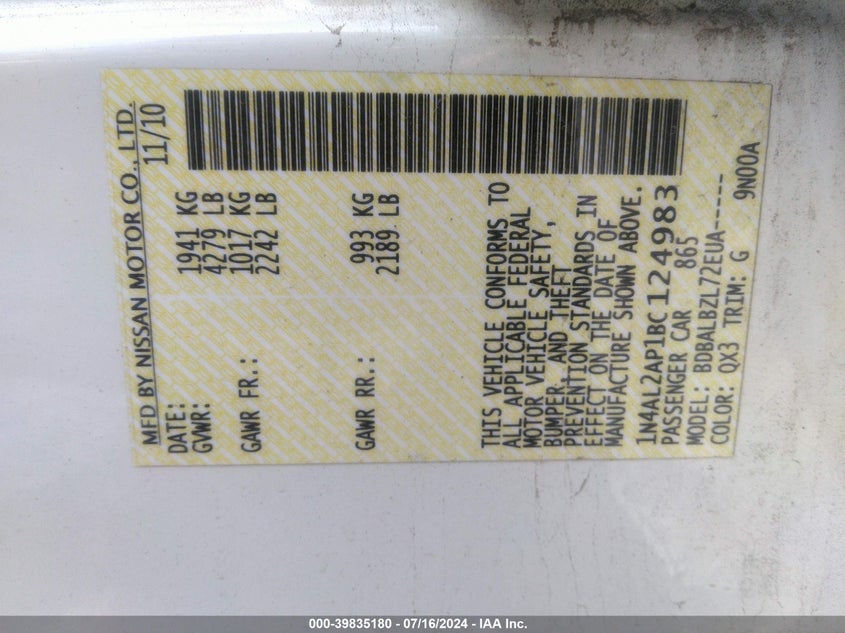 MFD BY NISSAN MOTOR CO., LTD.
DATE: 11/10
GVWR: 1941 KG
4279 LB
GAWR FR.: 1017 KG
2242 LB
GAWR RR.: 993 KG
2189 LB
THIS VEHICLE CONFORMS TO
ALL APPLICABLE FEDERAL
MOTOR VEHICLE SAFETY,
BUMPER, AND THEFT
PREVENTION STANDARDS IN
EFFECT ON THE DATE OF
MANUFACTURE SHOWN ABOVE.
1N4AL2AP1BC124983
PASSENGER CAR 865
MODEL: BDBALBZL72EUA-----
COLOR: QX3 TRIM: G 9N00A
000-39835180 - 07/16/2024 - IAA Inc.